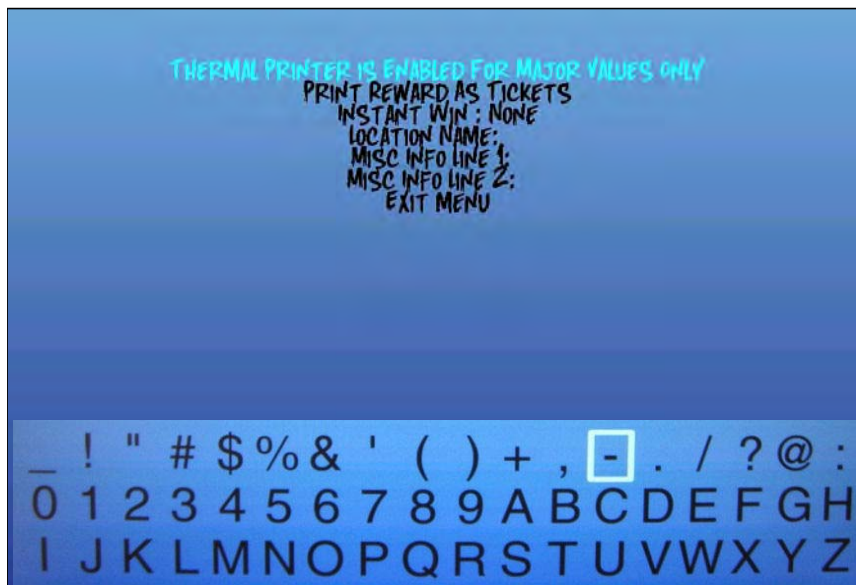 THERMAL PRINTER IS ENABLED FOR MAJOR VALUES ONLY
PRINT REWARD AS TICKETS
INSTANT WIN : NONE
LOCATION NAME:
MISC INFO LINE 1:
MISC INFO LINE 2:
EXIT MENU
_ ! " # $ % & ' ( ) + , - . / ? @ :
0 1 2 3 4 5 6 7 8 9 A B C D E F G H
I J K L M N O P Q R S T U V W X Y Z